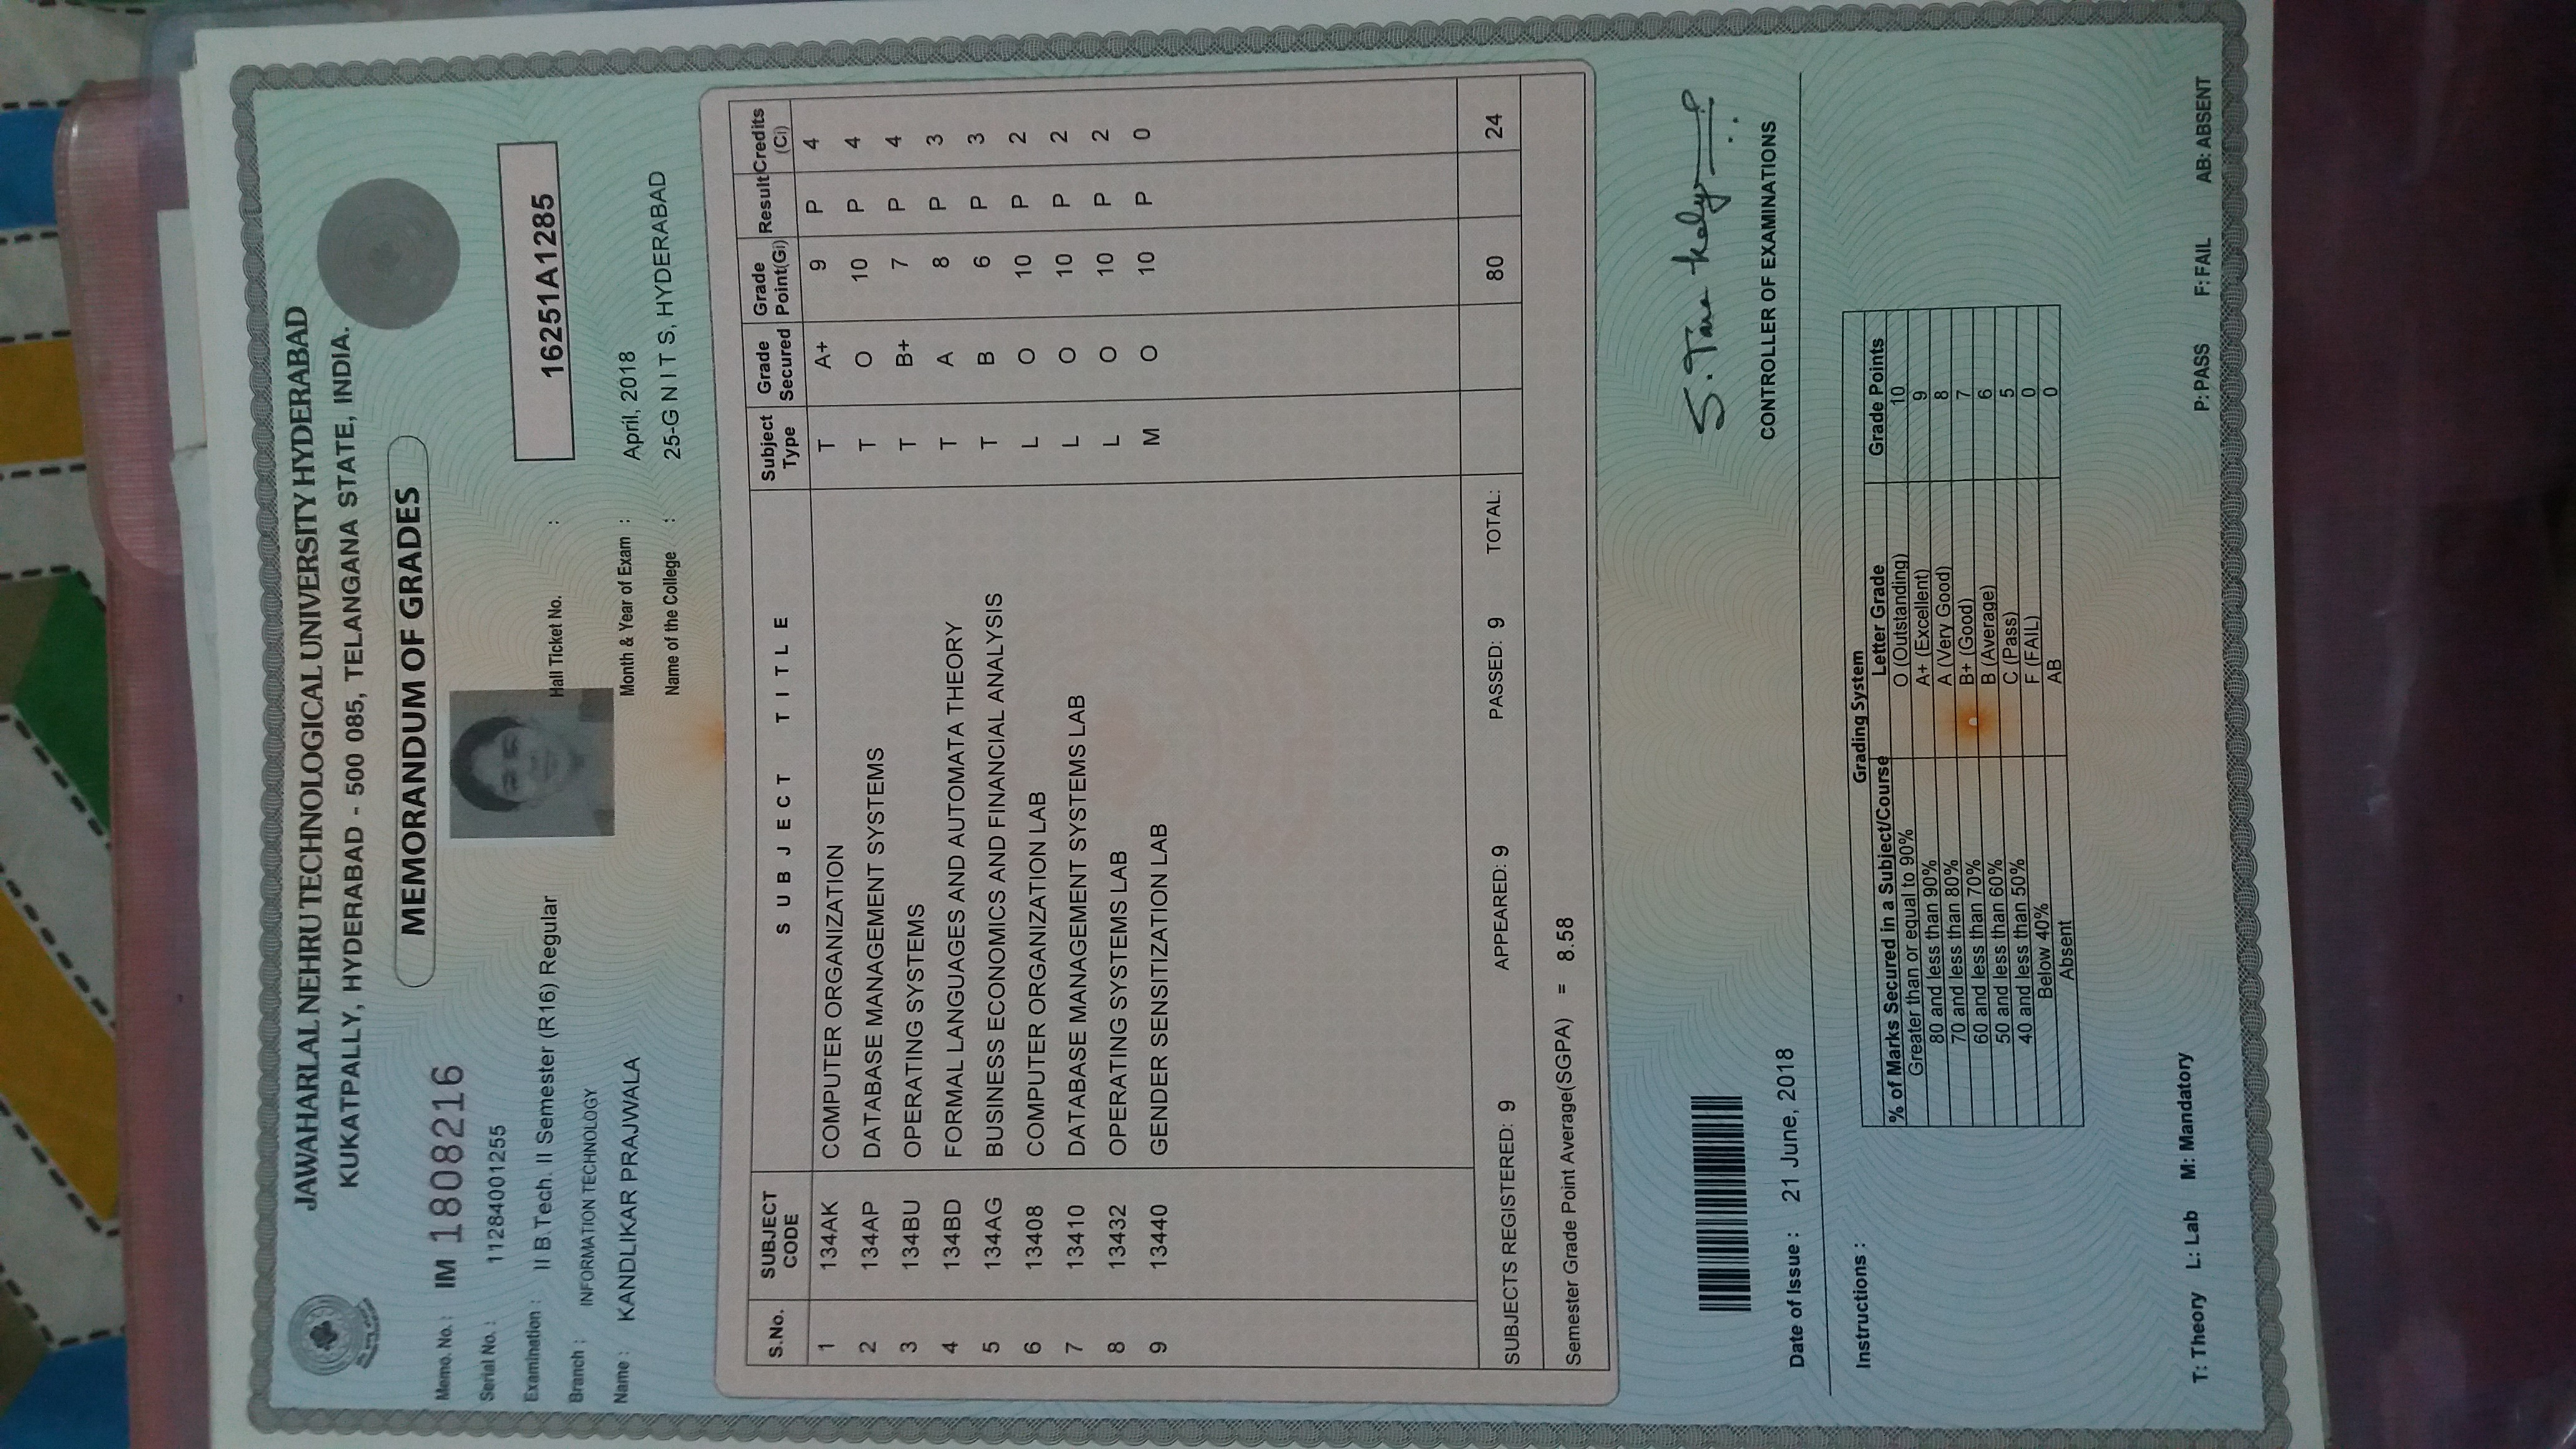 JAWAHARLAL NEHRU TECHNOLOGICAL UNIVERSITY HYDERABAD
KUKATPALLY, HYDERABAD - 500 085, TELANGANA STATE, INDIA.
MEMORANDUM OF GRADES
Memo. No. : IM 1808216
Serial No. : 11284001255
Examination : II B.Tech. II Semester (R16) Regular
Hall Ticket No. : 16251A1285
Branch : INFORMATION TECHNOLOGY
Name : KANDLIKAR PRAJWALA
Month & Year of Exam : April, 2018
Name of the College : 25-G N I T S, HYDERABAD
S.No. SUBJECT CODE SUBJECT TITLE Subject Type Grade Secured Grade Point(Gi) Result Credits (Ci)
1 134AK COMPUTER ORGANIZATION T A+ 9 P 4
2 134AP DATABASE MANAGEMENT SYSTEMS T O 10 P 4
3 134BU OPERATING SYSTEMS T B+ 7 P 4
4 134BD FORMAL LANGUAGES AND AUTOMATA THEORY T A 8 P 3
5 134AG BUSINESS ECONOMICS AND FINANCIAL ANALYSIS T B 6 P 3
6 13408 COMPUTER ORGANIZATION LAB L O 10 P 2
7 13410 DATABASE MANAGEMENT SYSTEMS LAB L O 10 P 2
8 13432 OPERATING SYSTEMS LAB L O 10 P 2
9 13440 GENDER SENSITIZATION LAB M O 10 P 0
SUBJECTS REGISTERED: 9 APPEARED: 9 PASSED: 9 TOTAL: 80 24
Semester Grade Point Average(SGPA) = 8.58
S. Tara
CONTROLLER OF EXAMINATIONS
Date of Issue : 21 June, 2018
Instructions :
Grading System
% of Marks Secured in a Subject/Course Letter Grade Grade Points
Greater than or equal to 90% O (Outstanding) 10
80 and less than 90% A+ (Excellent) 9
70 and less than 80% A (Very Good) 8
60 and less than 70% B+ (Good) 7
50 and less than 60% B (Average) 6
40 and less than 50% C (Pass) 5
Below 40% F (FAIL) 0
Absent AB 0
T: Theory L: Lab M: Mandatory
P: PASS F: FAIL AB: ABSENT